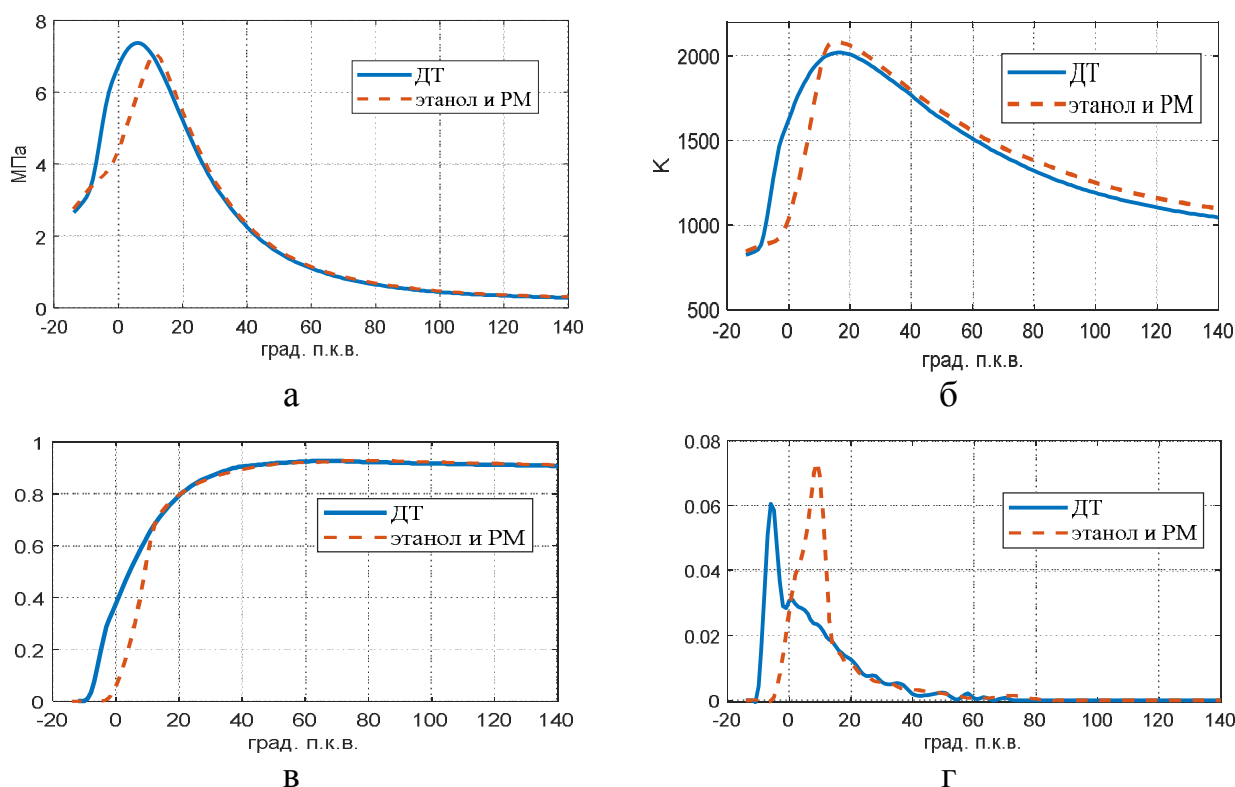 8
6
4
2
0
МПа
-20 0 20 40 60 80 100 120 140
град. п.к.в.
ДТ
этанол и РМ
а
2000
1500
1000
500
К
-20 0 20 40 60 80 100 120 140
град. п.к.в.
ДТ
этанол и РМ
б
1
0.8
0.6
0.4
0.2
0
-20 0 20 40 60 80 100 120 140
град. п.к.в.
ДТ
этанол и РМ
в
0.08
0.06
0.04
0.02
0
-20 0 20 40 60 80 100 120 140
град. п.к.в.
ДТ
этанол и РМ
г